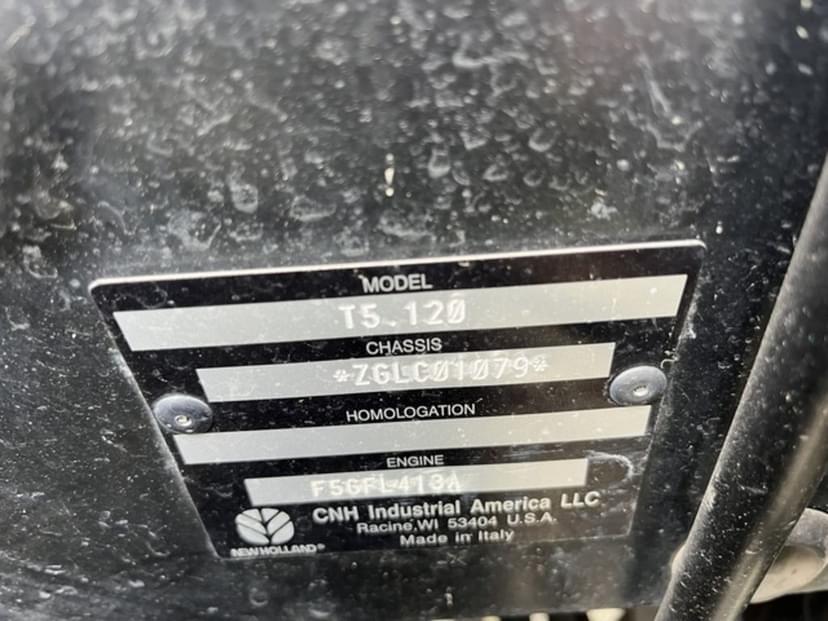 MODEL
T5.120
CHASSIS
*ZGLC01079*
HOMOLOGATION
ENGINE
F5GFL413A
CNH Industrial America LLC
Racine,WI 53404 U.S.A.
Made in Italy
NEW HOLLAND®